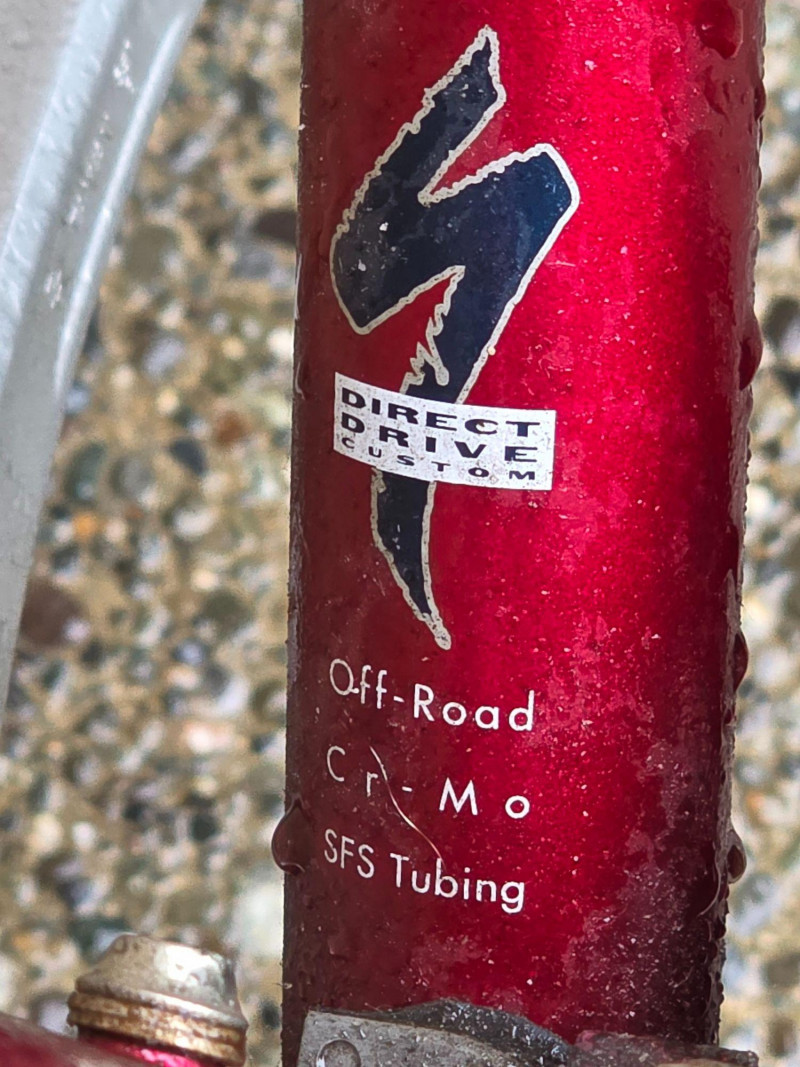 DIRECT
DRIVE
CUSTOM
Off-Road
Cr-Mo
SFS Tubing